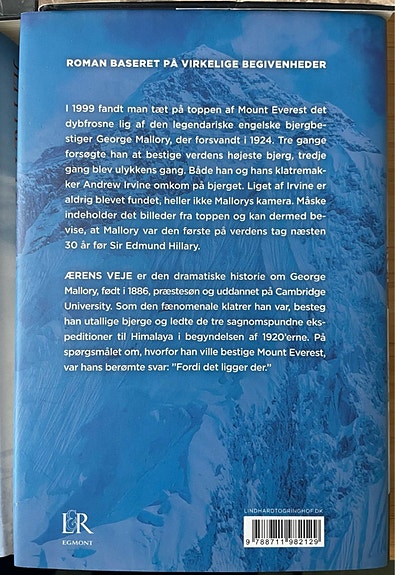 ROMAN BASERET PÅ VIRKELIGE BEGIVENHEDER
I 1999 fandt man tæt på toppen af Mount Everest det
dybfrosne lig af den legendariske engelske bjergbe-
stiger George Mallory, der forsvandt i 1924. Tre gange
forsøgte han at bestige verdens højeste bjerg, tredje
gang blev ulykkens gang. Både han og hans klatremak-
ker Andrew Irvine omkom på bjerget. Liget af Irvine er
aldrig blevet fundet, heller ikke Mallorys kamera. Måske
indeholder det billeder fra toppen og kan dermed be-
vise, at Mallory var den første på verdens tag næsten
30 år før Sir Edmund Hillary.
ÆRENS VEJE er den dramatiske historie om George
Mallory, født i 1886, præstesøn og uddannet på Cambridge
University. Som den fænomenale klatrer han var, besteg
han utallige bjerge og ledte de tre sagnomspundne eks-
peditioner til Himalaya i begyndelsen af 1920'erne. På
spørgsmålet om, hvorfor han ville bestige Mount Everest,
var hans berømte svar: "Fordi det ligger der."
L&R
EGMONT
LINDHARDTOGRINGHOF.DK
9 788711 982129